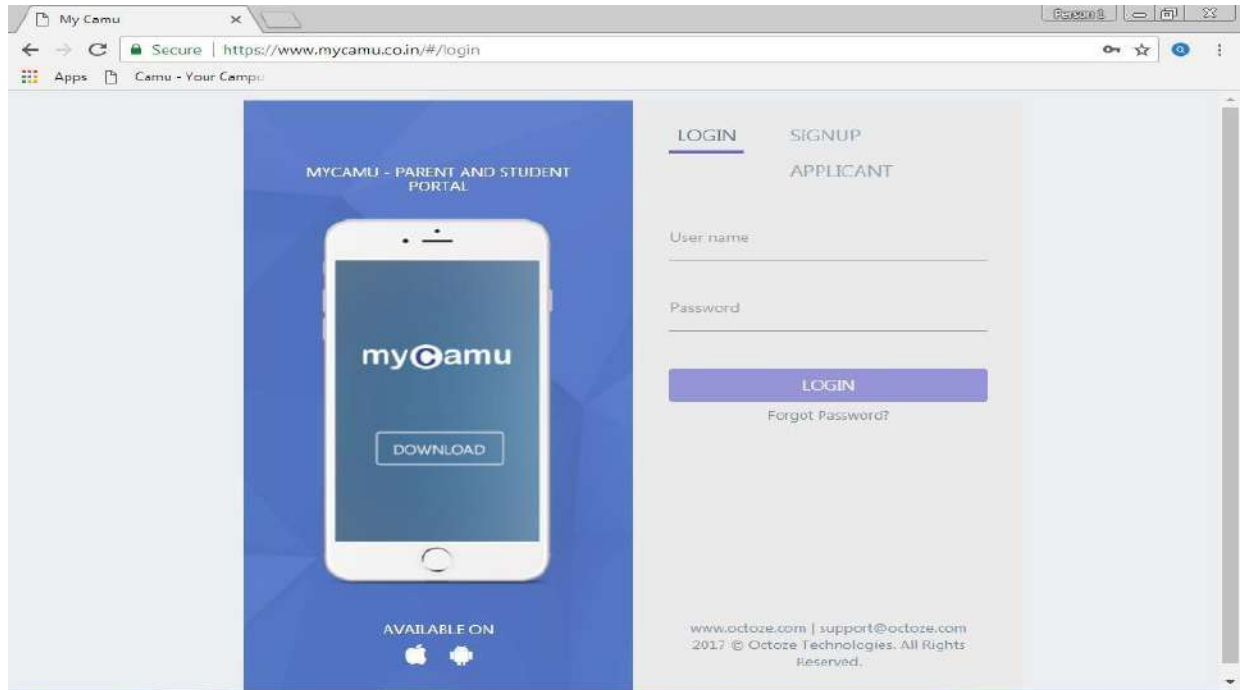 My Camu
Person 1
Secure | https://www.mycamu.co.in/#/login
Apps Camu - Your Campu
LOGIN SIGNUP
APPLICANT
MYCAMU - PARENT AND STUDENT
PORTAL
myCamu
DOWNLOAD
AVAILABLE ON
User name
Password
LOGIN
Forgot Password?
www.octoze.com | support@octoze.com
2017 © Octoze Technologies. All Rights
Reserved.